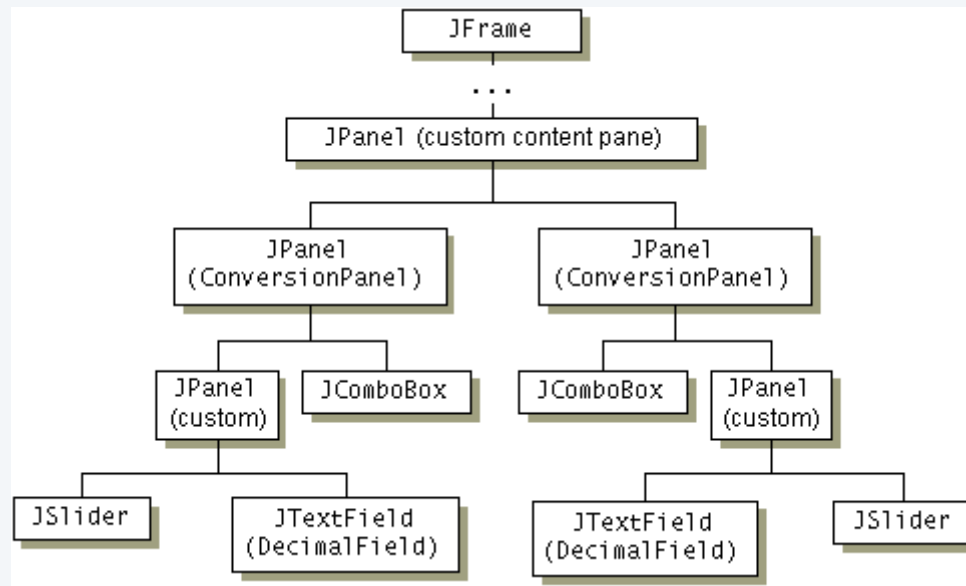 JFrame
...
JPanel (custom content pane)
JPanel
(ConversionPanel)
JPanel
(ConversionPanel)
JPanel
(custom)
JComboBox
JComboBox
JPanel
(custom)
JSlider
JTextField
(DecimalField)
JTextField
(DecimalField)
JSlider